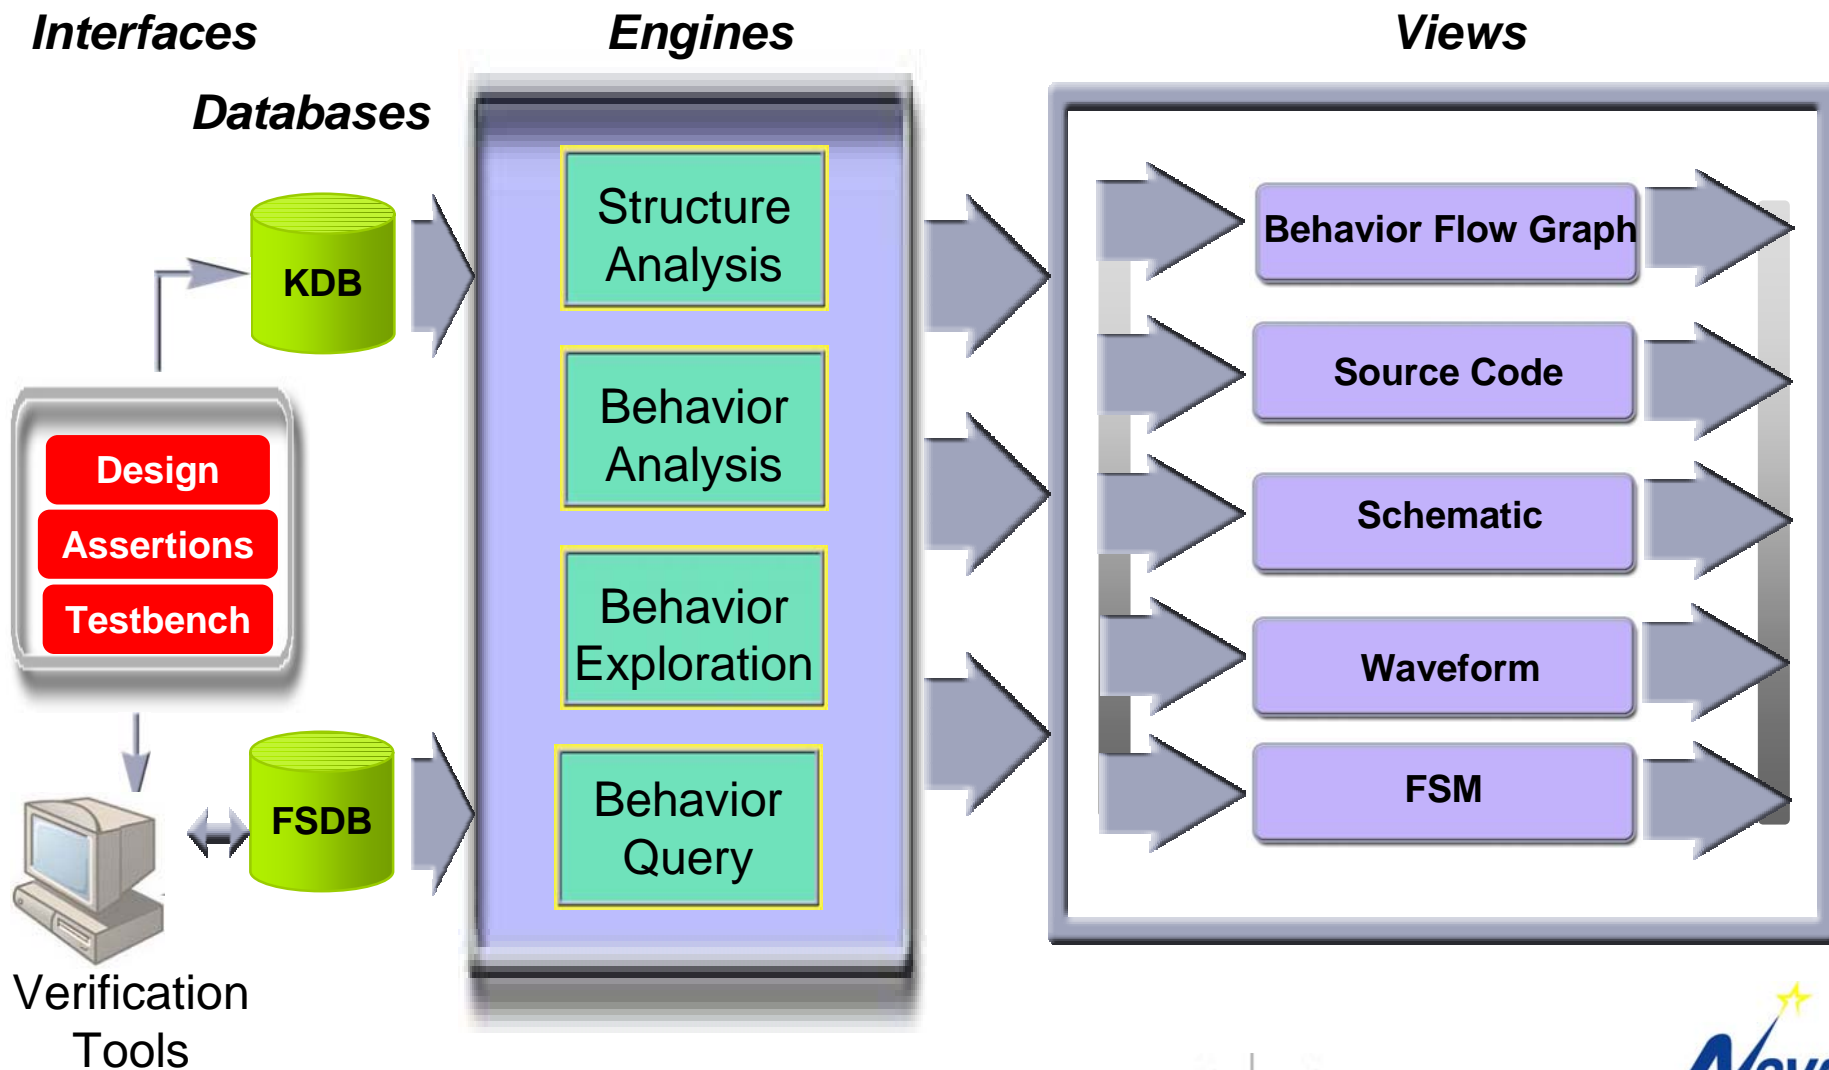 Interfaces
Engines
Views
Databases
KDB
Design
Assertions
Testbench
FSDB
Verification
Tools
Structure
Analysis
Behavior
Analysis
Behavior
Exploration
Behavior
Query
Behavior Flow Graph
Source Code
Schematic
Waveform
FSM